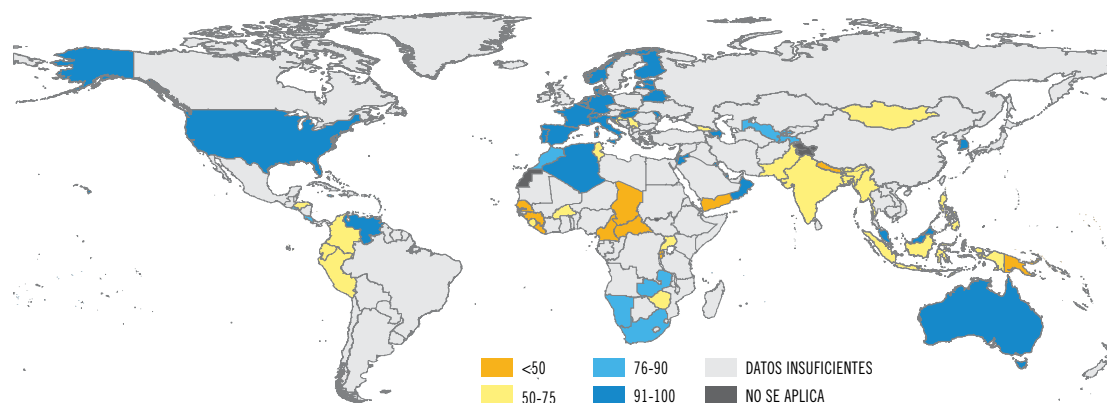 <50
76-90
DATOS INSUFICIENTES
50-75
91-100
NO SE APLICA